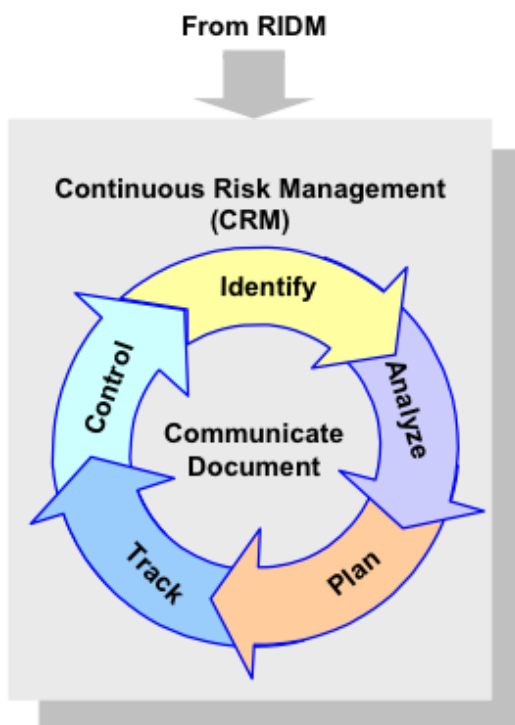 From RIDM
Continuous Risk Management
(CRM)
Identify
Analyze
Plan
Track
Control
Communicate
Document